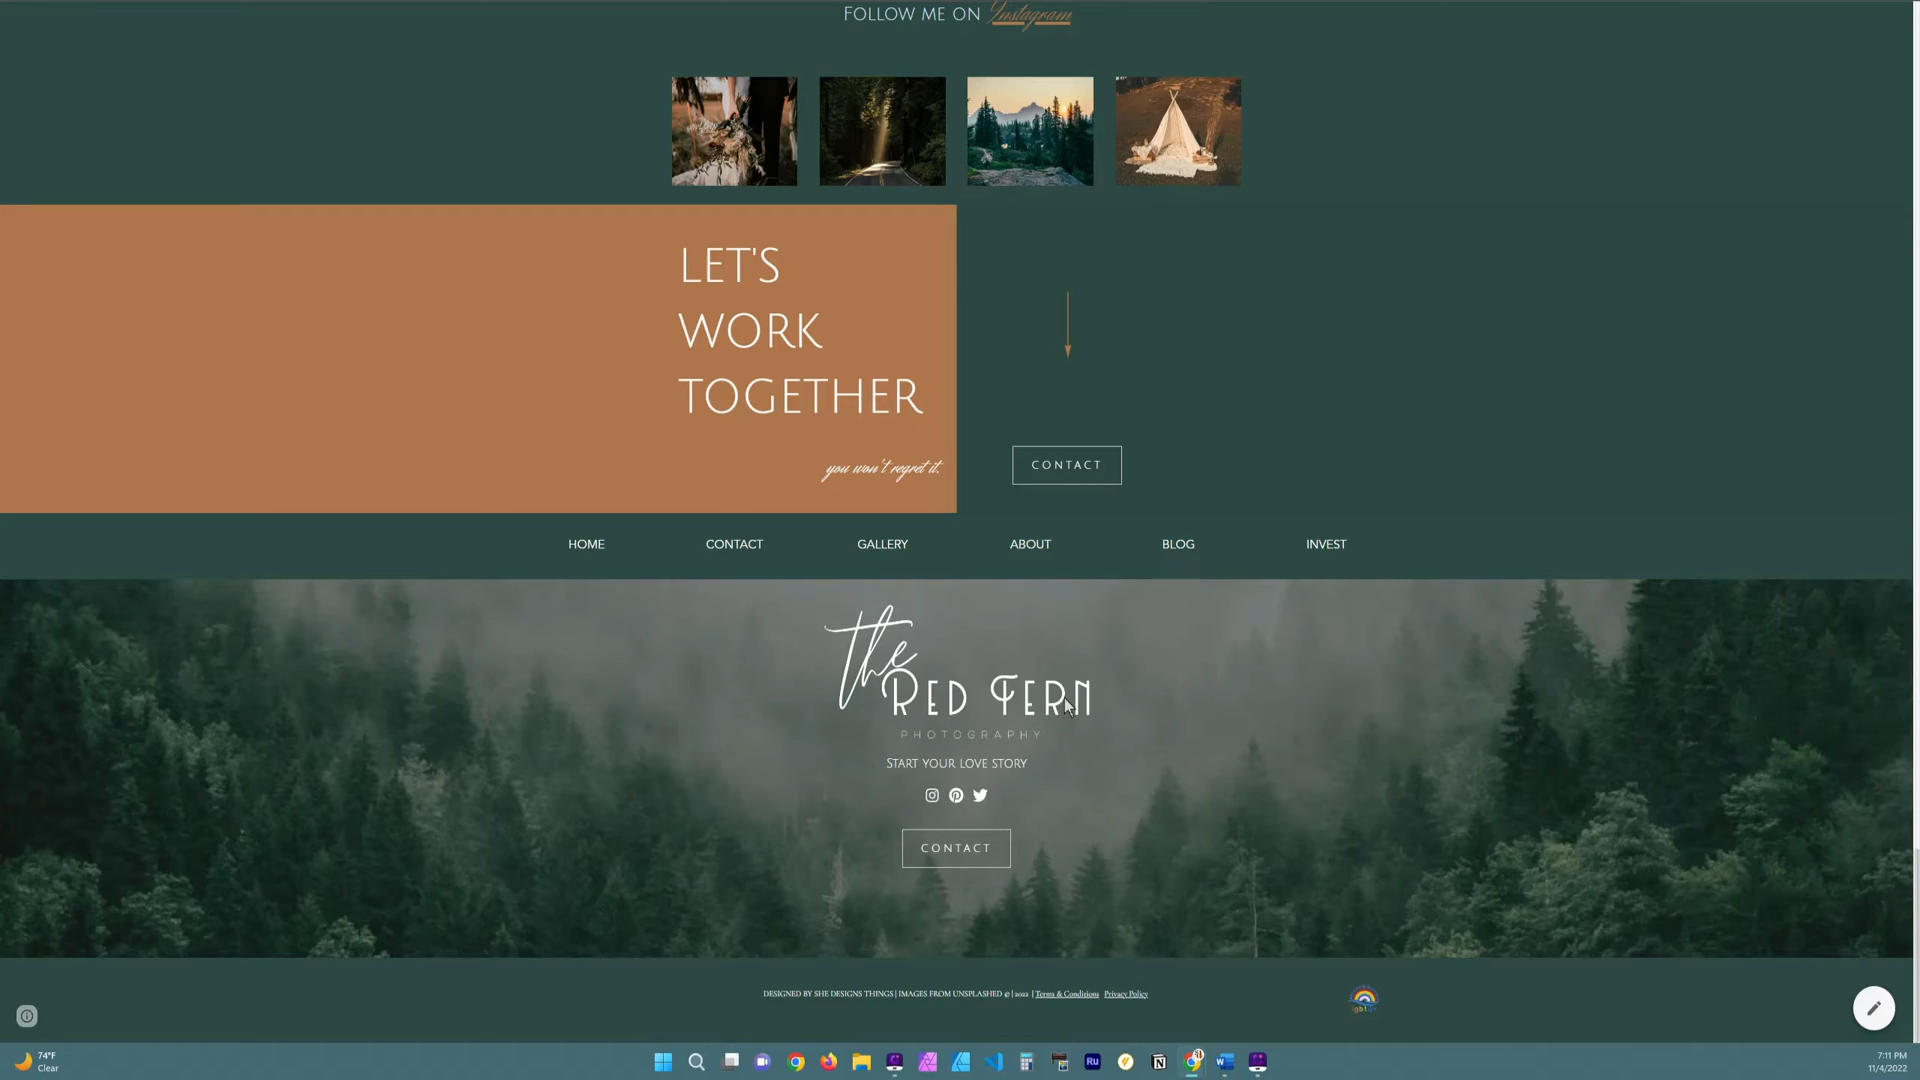 FOLLOW ME ON Instagram
LET'S
WORK
TOGETHER
you won't regret it.
CONTACT
HOME CONTACT GALLERY ABOUT BLOG INVEST
the
RED FERN
PHOTOGRAPHY
START YOUR LOVE STORY
CONTACT
DESIGNED BY SHE DESIGNS THINGS | IMAGES FROM UNSPLASHED © | 2022 | Terms & Conditions Privacy Policy
74°F
Clear
Ru
7:11 PM
11/4/2022